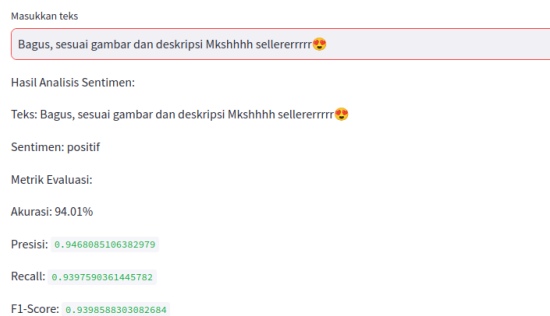 Masukkan teks
Bagus, sesuai gambar dan deskripsi Mkshhhh sellererrrrr😍
Hasil Analisis Sentimen:
Teks: Bagus, sesuai gambar dan deskripsi Mkshhhh sellererrrrr😍
Sentimen: positif
Metrik Evaluasi:
Akurasi: 94.01%
Presisi: 0.9468085106382979
Recall: 0.9397590361445782
F1-Score: 0.9398588303082684